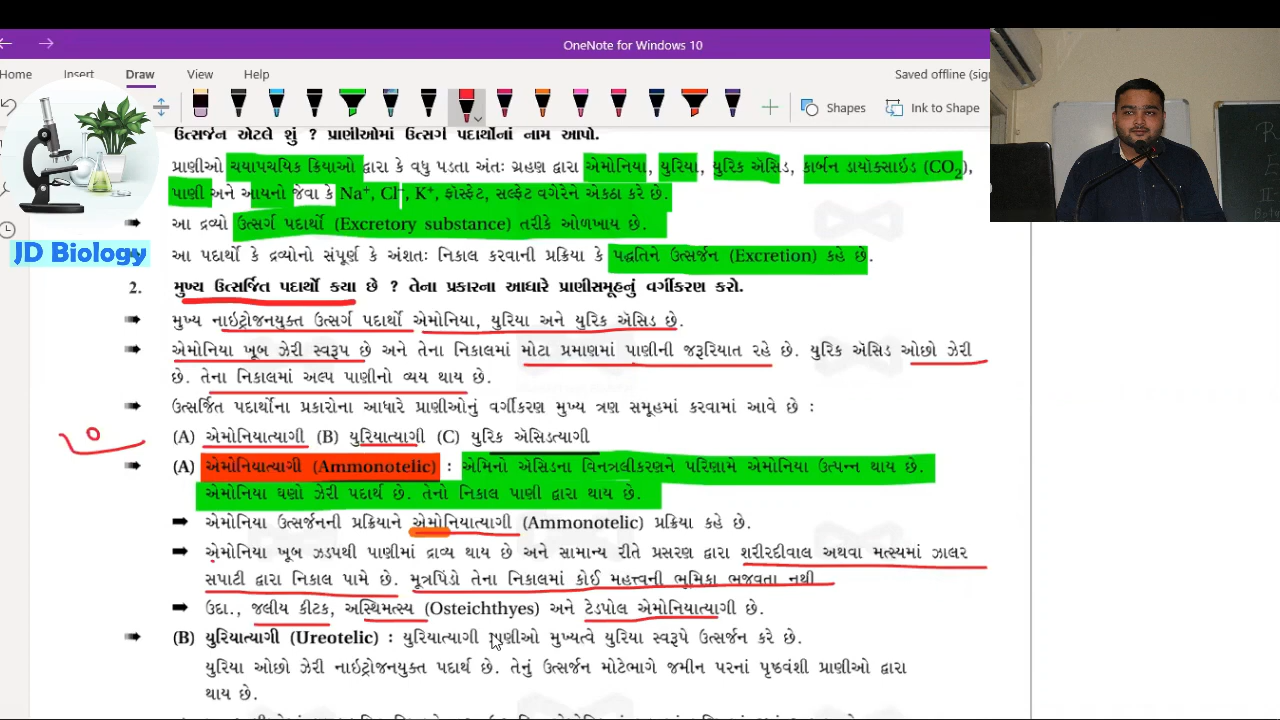 OneNote for Windows 10
Home Insert Draw View Help
Saved offline (sig
Shapes Ink to Shape
ઉત્સર્જન એટલે શું ? પ્રાણીઓમાં ઉત્સર્ગ પદાર્થોનાં નામ આપો.
પ્રાણીઓ ચયાપચયિક ક્રિયાઓ દ્વારા કે વધુ પડતા અંતઃ ગ્રહણ દ્વારા એમોનિયા, યુરિયા, યુરિક ઍસિડ, કાર્બન ડાયોક્સાઇડ (CO₂),
પાણી અને આયનો જેવા કે Na⁺, Cl⁻, K⁺, ફૉસ્ફેટ, સલ્ફેટ વગેરેને એકઠા કરે છે.
➡ આ દ્રવ્યો ઉત્સર્ગ પદાર્થો (Excretory substance) તરીકે ઓળખાય છે.
JD Biology
આ પદાર્થો કે દ્રવ્યોનો સંપૂર્ણ કે અંશતઃ નિકાલ કરવાની પ્રક્રિયા કે પદ્ધતિને ઉત્સર્જન (Excretion) કહે છે.
2. મુખ્ય ઉત્સર્જિત પદાર્થો કયા છે ? તેના પ્રકારના આધારે પ્રાણીસમૂહનું વર્ગીકરણ કરો.
➡ મુખ્ય નાઇટ્રોજનયુક્ત ઉત્સર્ગ પદાર્થો એમોનિયા, યુરિયા અને યુરિક ઍસિડ છે.
➡ એમોનિયા ખૂબ ઝેરી સ્વરૂપ છે અને તેના નિકાલમાં મોટા પ્રમાણમાં પાણીની જરૂરિયાત રહે છે. યુરિક ઍસિડ ઓછો ઝેરી
છે. તેના નિકાલમાં અલ્પ પાણીનો વ્યય થાય છે.
➡ ઉત્સર્જિત પદાર્થોના પ્રકારોના આધારે પ્રાણીઓનું વર્ગીકરણ મુખ્ય ત્રણ સમૂહમાં કરવામાં આવે છે :
(A) એમોનિયાત્યાગી (B) યુરિયાત્યાગી (C) યુરિક ઍસિડત્યાગી
➡ (A) એમોનિયાત્યાગી (Ammonotelic) : એમિનો ઍસિડના વિનત્રલીકરણને પરિણામે એમોનિયા ઉત્પન્ન થાય છે.
એમોનિયા ઘણો ઝેરી પદાર્થ છે. તેનો નિકાલ પાણી દ્વારા થાય છે.
➡ એમોનિયા ઉત્સર્જનની પ્રક્રિયાને એમોનિયાત્યાગી (Ammonotelic) પ્રક્રિયા કહે છે.
➡ એમોનિયા ખૂબ ઝડપથી પાણીમાં દ્રાવ્ય થાય છે અને સામાન્ય રીતે પ્રસરણ દ્વારા શરીરદીવાલ અથવા મત્સ્યમાં ઝાલર
સપાટી દ્વારા નિકાલ પામે છે. મૂત્રપિંડો તેના નિકાલમાં કોઈ મહત્ત્વની ભૂમિકા ભજવતા નથી
➡ ઉદા., જલીય કીટક, અસ્થિમત્સ્ય (Osteichthyes) અને ટેડપોલ એમોનિયાત્યાગી છે.
➡ (B) યુરિયાત્યાગી (Ureotelic) : યુરિયાત્યાગી પ્રાણીઓ મુખ્યત્વે યુરિયા સ્વરૂપે ઉત્સર્જન કરે છે.
યુરિયા ઓછો ઝેરી નાઇટ્રોજનયુક્ત પદાર્થ છે. તેનું ઉત્સર્જન મોટેભાગે જમીન પરનાં પૃષ્ઠવંશી પ્રાણીઓ દ્વારા
થાય છે.